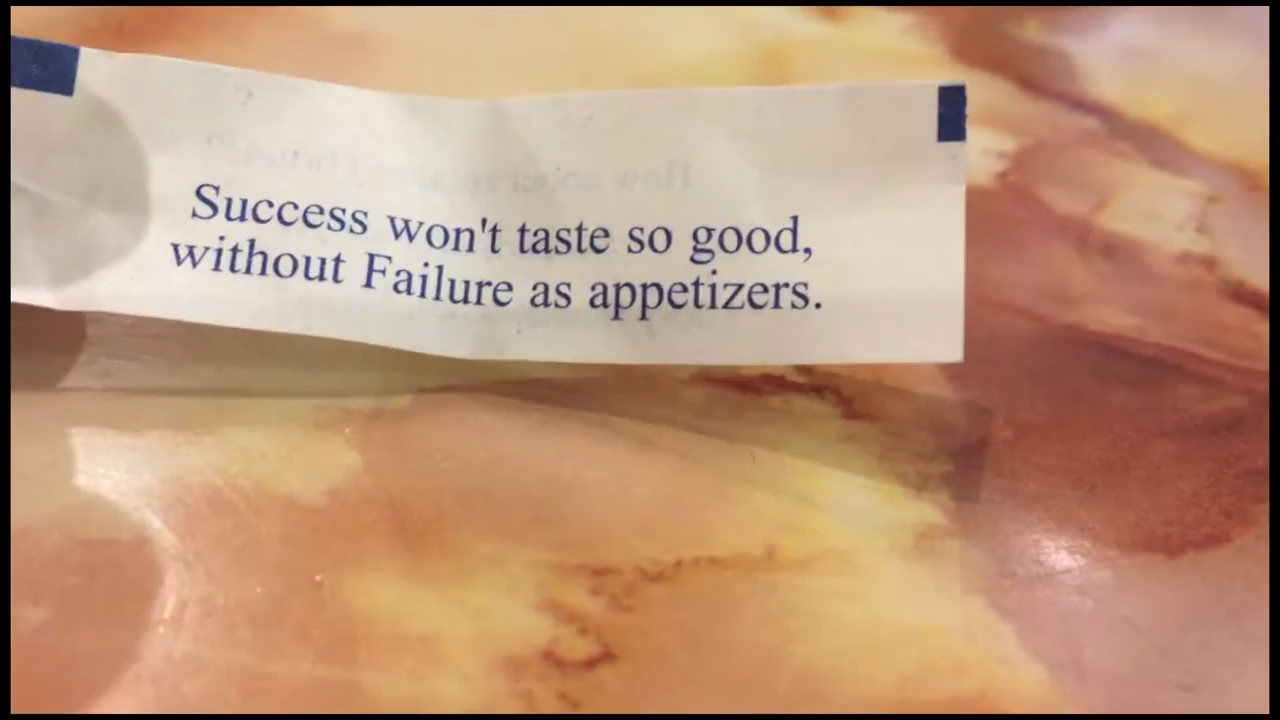 Success won't taste so good,
without Failure as appetizers.